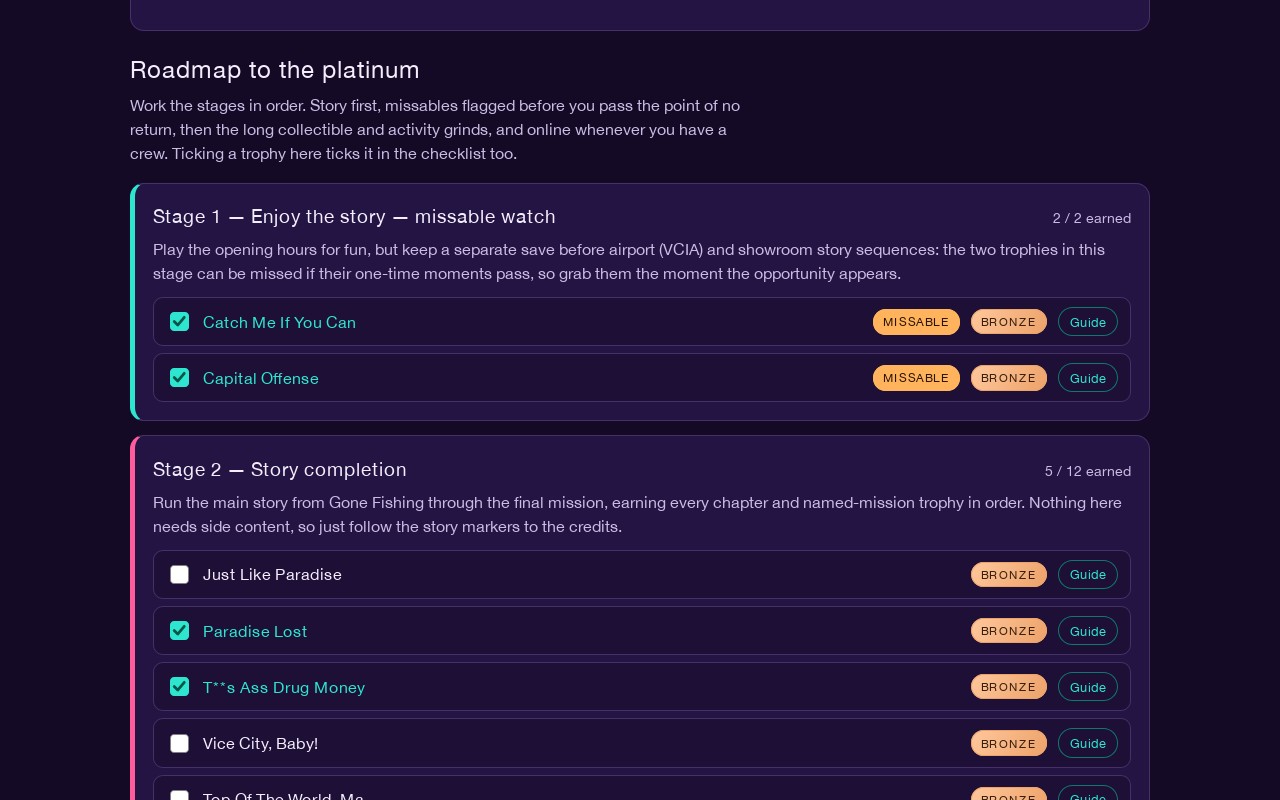 Roadmap to the platinum
Work the stages in order. Story first, missables flagged before you pass the point of no
return, then the long collectible and activity grinds, and online whenever you have a
crew. Ticking a trophy here ticks it in the checklist too.
Stage 1 — Enjoy the story — missable watch
2 / 2 earned
Play the opening hours for fun, but keep a separate save before airport (VCIA) and showroom story sequences: the two trophies in this
stage can be missed if their one-time moments pass, so grab them the moment the opportunity appears.
Catch Me If You Can MISSABLE BRONZE Guide
Capital Offense MISSABLE BRONZE Guide
Stage 2 — Story completion
5 / 12 earned
Run the main story from Gone Fishing through the final mission, earning every chapter and named-mission trophy in order. Nothing here
needs side content, so just follow the story markers to the credits.
Just Like Paradise BRONZE Guide
Paradise Lost BRONZE Guide
T**s Ass Drug Money BRONZE Guide
Vice City, Baby! BRONZE Guide
Top Of The World, Ma BRONZE Guide